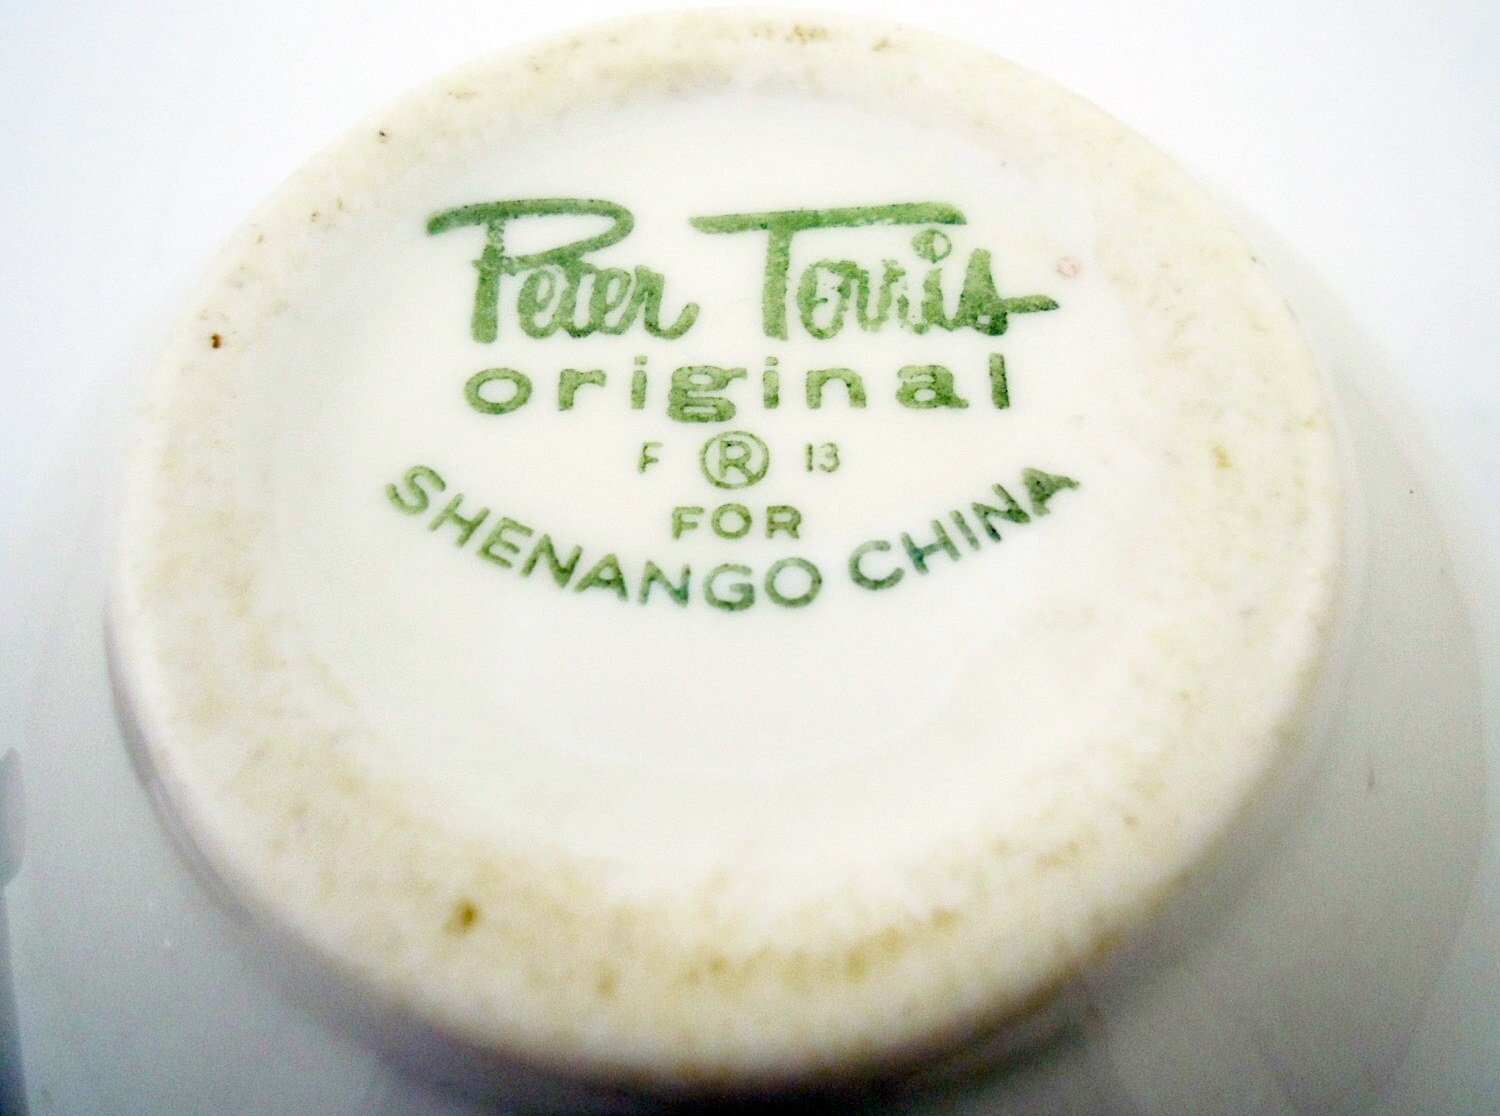 Peter Terris
original
F ® 13
FOR
SHENANGO CHINA